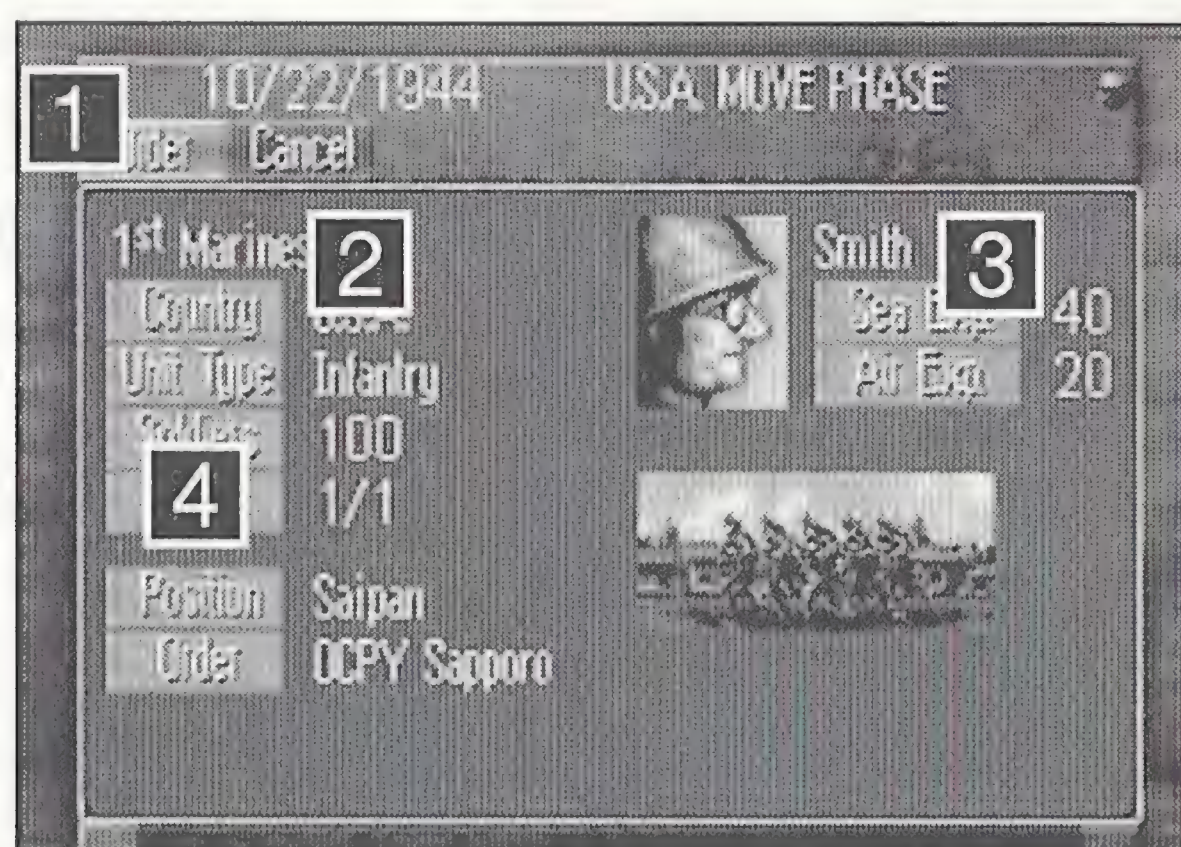 1
10/22/1944 U.S.A. MOVE PHASE
Cancel
1st Marines 2 Smith 3
Country Sea 40
Unit Type Infantry Air Exp. 20
Soldiers 100
4 1/1
Position Saipan
Order OCPY Sapporo